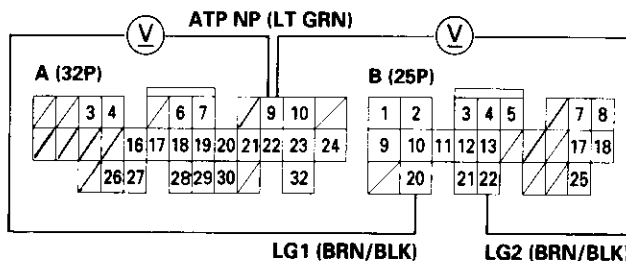 ATP NP (LT GRN)
V V
A (32P) B (25P)
3 4 6 7 9 10 1 2 3 4 5 7 8
16 17 18 19 20 21 22 23 24 9 10 11 12 13 17 18
26 27 28 29 30 32 20 21 22 25
LG1 (BRN/BLK) LG2 (BRN/BLK)